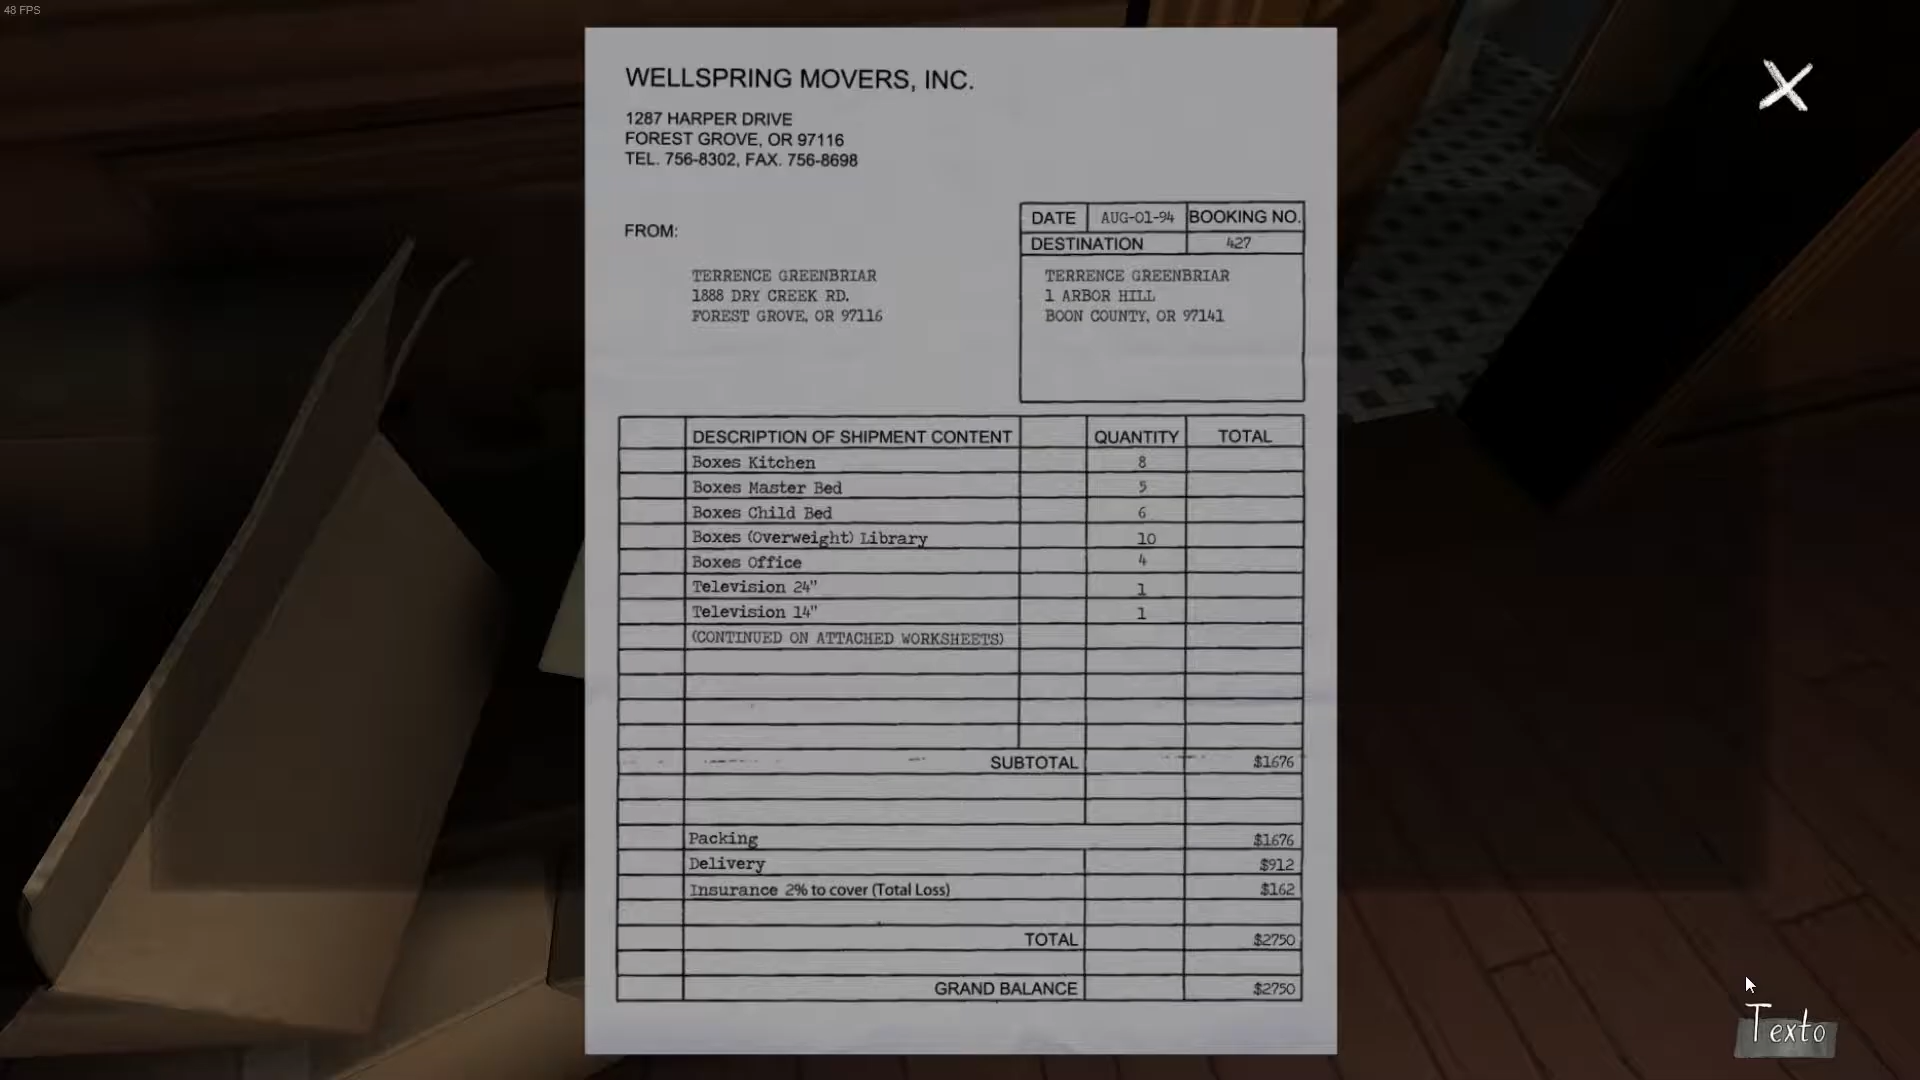 48 FPS
WELLSPRING MOVERS, INC.
1287 HARPER DRIVE
FOREST GROVE, OR 97116
TEL. 756-8302, FAX. 756-8698
FROM:
TERRENCE GREENBRIAR
1888 DRY CREEK RD.
FOREST GROVE, OR 97116
DATE AUG-01-94 BOOKING NO.
DESTINATION 427
TERRENCE GREENBRIAR
1 ARBOR HILL
BOON COUNTY, OR 97141
DESCRIPTION OF SHIPMENT CONTENT QUANTITY TOTAL
Boxes Kitchen 8
Boxes Master Bed 5
Boxes Child Bed 6
Boxes (Overweight) Library 10
Boxes Office 4
Television 24" 1
Television 14" 1
(CONTINUED ON ATTACHED WORKSHEETS)
SUBTOTAL $1676
Packing $1676
Delivery $912
Insurance 2% to cover (Total Loss) $162
TOTAL $2750
GRAND BALANCE $2750
Texto